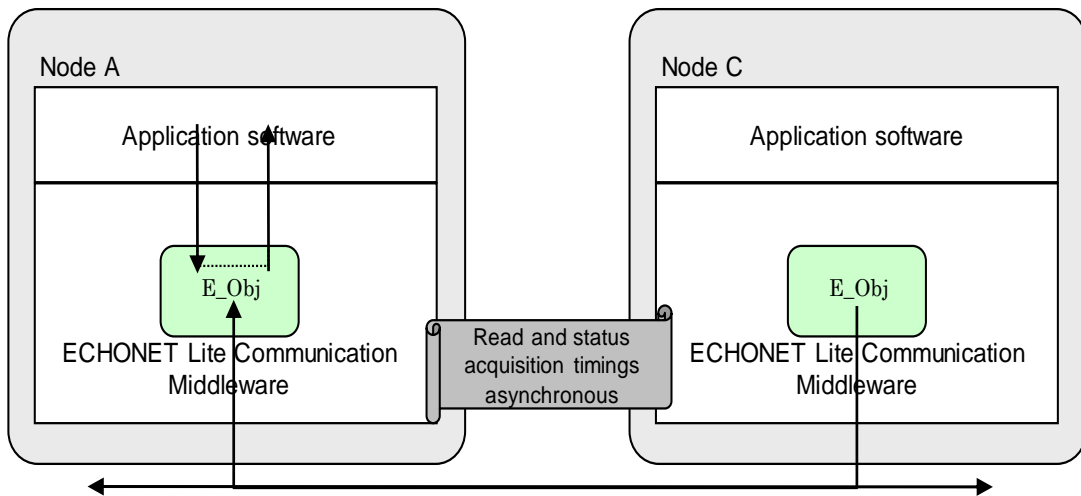 Node A
Application software
E_Obj
ECHONET Lite Communication
Middleware
Read and status
acquisition timings
asynchronous
Node C
Application software
E_Obj
ECHONET Lite Communication
Middleware